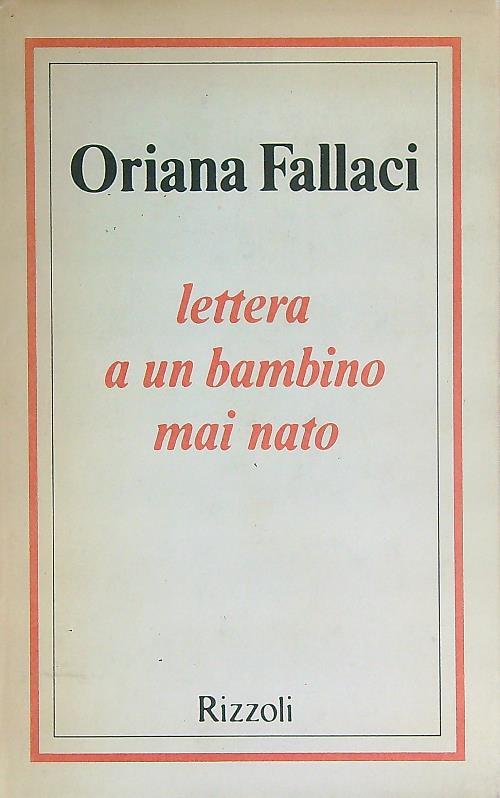 Oriana Fallaci
lettera
a un bambino
mai nato
Rizzoli